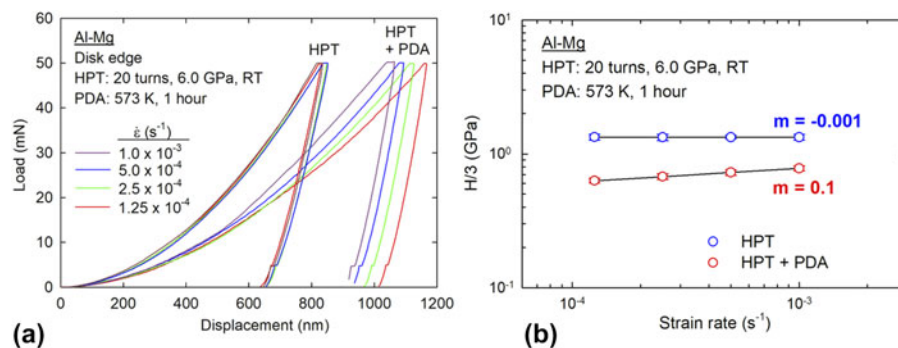 Al-Mg
Disk edge
HPT: 20 turns, 6.0 GPa, RT
PDA: 573 K, 1 hour
HPT
HPT
+ PDA
ε̇ (s⁻¹)
1.0 x 10⁻³
5.0 x 10⁻⁴
2.5 x 10⁻⁴
1.25 x 10⁻⁴
Load (mN)
60
50
40
30
20
10
0
0 200 400 600 800 1000 1200
Displacement (nm)
(a)
Al-Mg
HPT: 20 turns, 6.0 GPa, RT
PDA: 573 K, 1 hour
m = -0.001
m = 0.1
HPT
HPT + PDA
H/3 (GPa)
10¹
10⁰
10⁻¹
10⁻⁴ 10⁻³
Strain rate (s⁻¹)
(b)